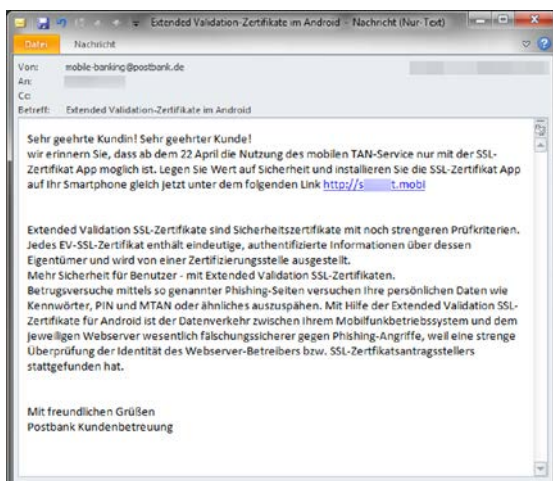 Extended Validation-Zertifikate im Android - Nachricht (Nur-Text)
Datei Nachricht
Von: mobile-banking@postbank.de
An:
Cc:
Betreff: Extended Validation-Zertifikate im Android
Sehr geehrte Kundin! Sehr geehrter Kunde!
wir erinnern Sie, dass ab dem 22 April die Nutzung des mobilen TAN-Service nur mit der SSL-
Zertifikat App moglich ist. Legen Sie Wert auf Sicherheit und installieren Sie die SSL-Zertifikat App
auf Ihr Smartphone gleich jetzt unter dem folgenden Link http://s t.mobi
Extended Validation SSL-Zertifikate sind Sicherheitszertifikate mit noch strengeren Prüfkriterien.
Jedes EV-SSL-Zertifikat enthält eindeutige, authentifizierte Informationen über dessen
Eigentümer und wird von einer Zertifizierungsstelle ausgestellt.
Mehr Sicherheit für Benutzer - mit Extended Validation SSL-Zertifikaten.
Betrugsversuche mittels so genannter Phishing-Seiten versuchen Ihre persönlichen Daten wie
Kennwörter, PIN und MTAN oder ähnliches auszuspähen. Mit Hilfe der Extended Validation SSL-
Zertifikate für Android ist der Datenverkehr zwischen Ihrem Mobilfunkbetriebssystem und dem
jeweiligen Webserver wesentlich fälschungssicherer gegen Phishing-Angriffe, weil eine strenge
Überprüfung der Identität des Webserver-Betreibers bzw. SSL-Zertfikatsantragstellers
stattgefunden hat.
Mit freundlichen Grüßen
Postbank Kundenbetreuung